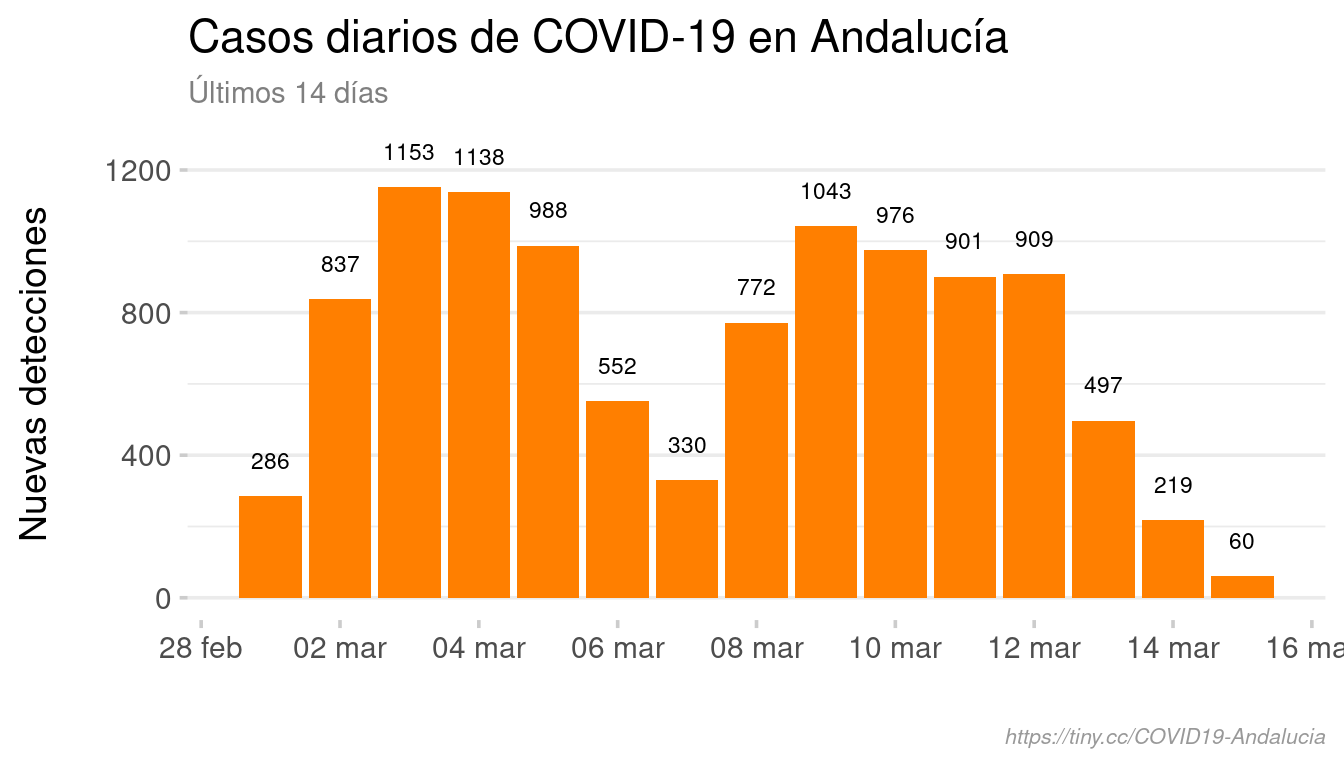 Casos diarios de COVID-19 en Andalucía
Últimos 14 días
Nuevas detecciones
1200
800
400
0
286
837
1153
1138
988
552
330
772
1043
976
901
909
497
219
60
28 feb
02 mar
04 mar
06 mar
08 mar
10 mar
12 mar
14 mar
16 ma
https://tiny.cc/COVID19-Andalucia